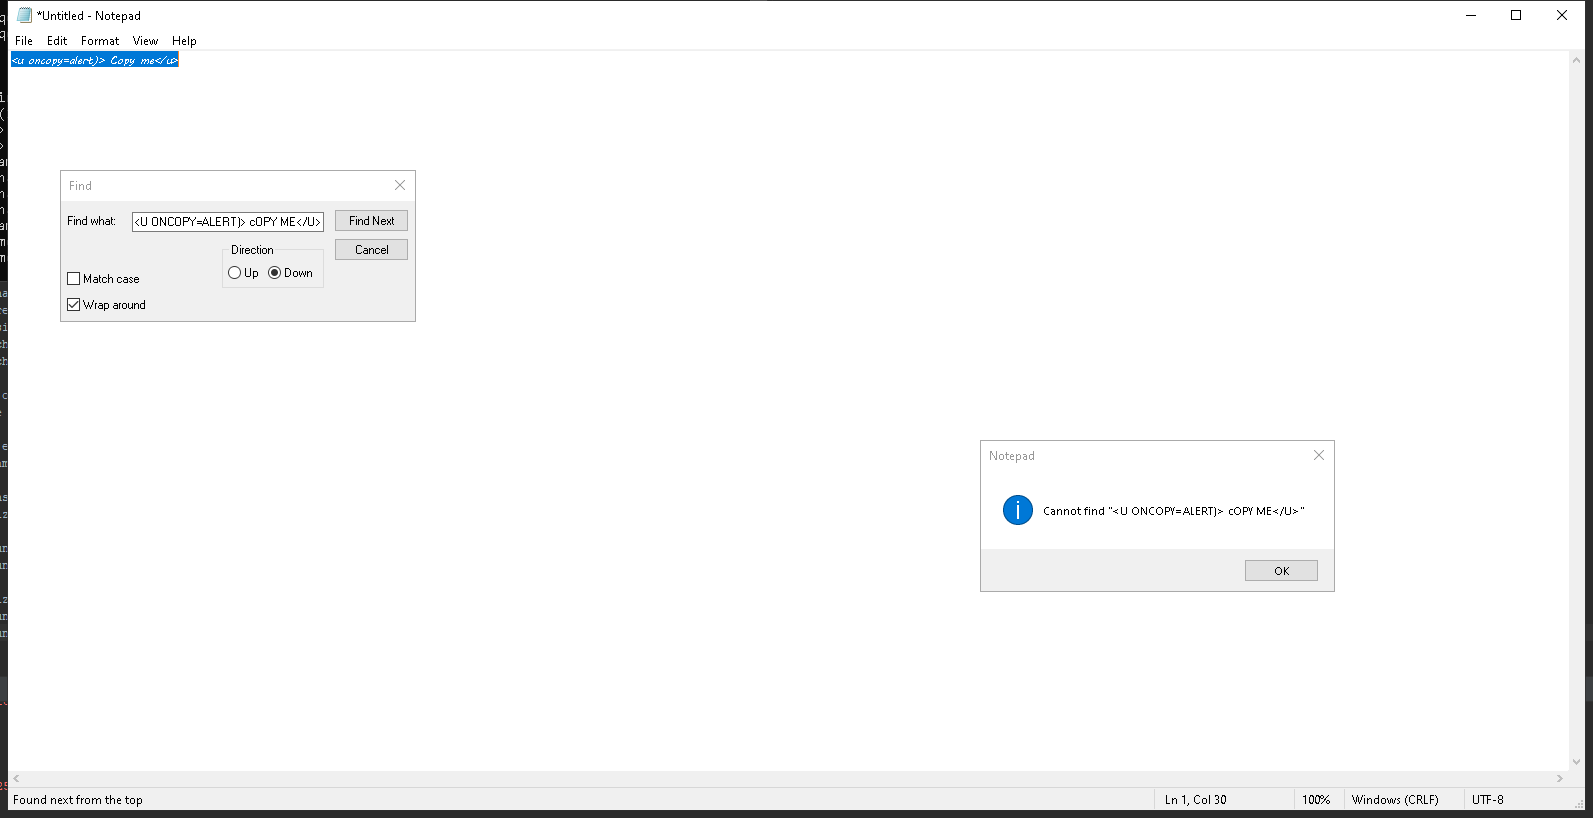 *Untitled - Notepad
File Edit Format View Help
<u oncopy=alert)> Copy me</u>
Find
Find what: <U ONCOPY=ALERT)> cOPY ME</U> Find Next
Direction Cancel
Up Down
Match case
Wrap around
Notepad
Cannot find "<U ONCOPY=ALERT)> cOPY ME</U>"
OK
Found next from the top Ln 1, Col 30 100% Windows (CRLF) UTF-8